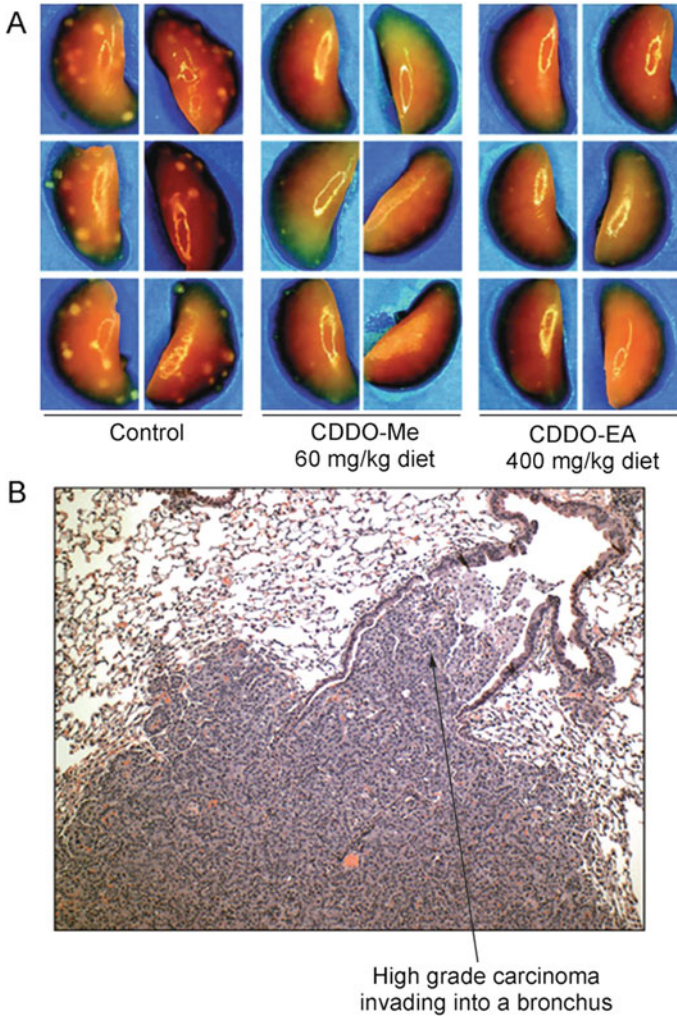 A
Control
CDDO-Me
60 mg/kg diet
CDDO-EA
400 mg/kg diet
B
High grade carcinoma
invading into a bronchus